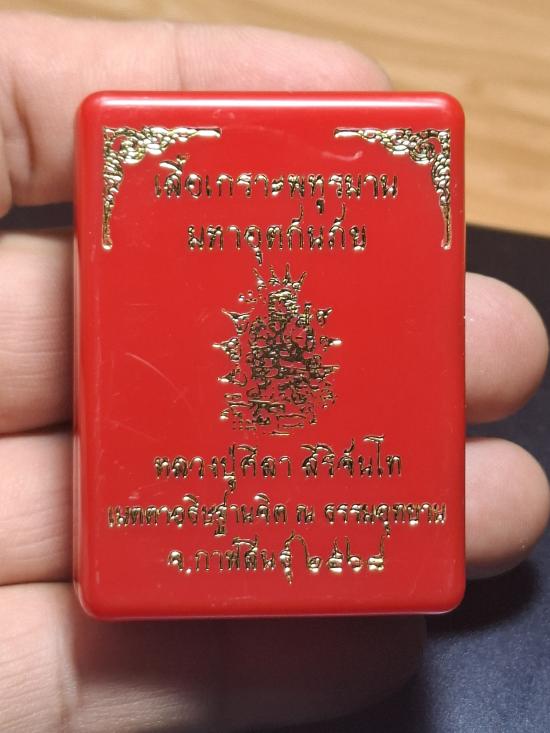 เสื้อเกราะพหุรมาน
มหาอุตกันภัย
หลวงปู่ศิลา สิริจันโท
เมตตาอธิษฐานจิต ณ ธรรมอุทยาน
จ.กาฬสินธุ์ ๒๕๖๘